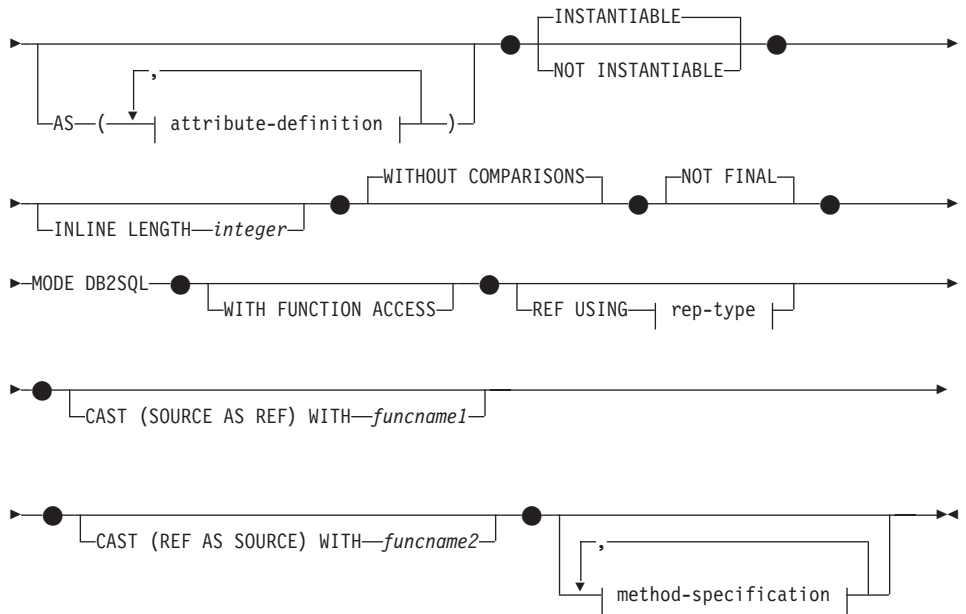 INSTANTIABLE
NOT INSTANTIABLE
,
AS ( attribute-definition )
WITHOUT COMPARISONS NOT FINAL
INLINE LENGTH integer
MODE DB2SQL
WITH FUNCTION ACCESS REF USING rep-type
CAST (SOURCE AS REF) WITH funcname1
CAST (REF AS SOURCE) WITH funcname2 ,
method-specification